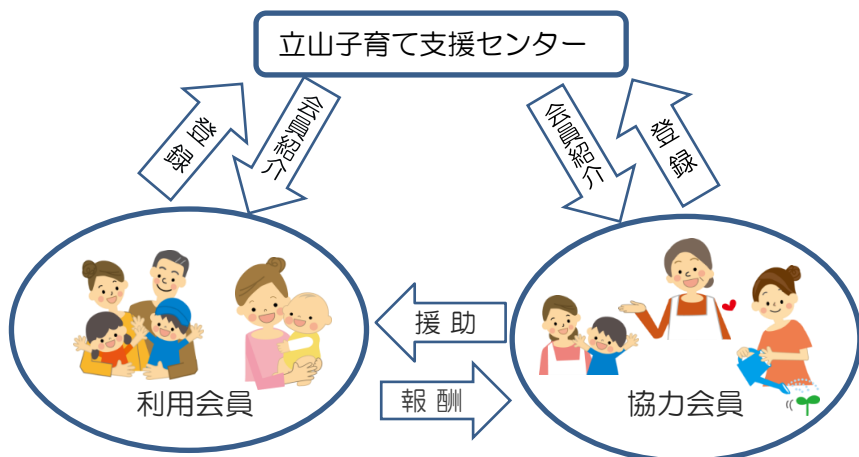 立山子育て支援センター
登録
会員紹介
会員紹介
登録
援助
報酬
利用会員
協力会員